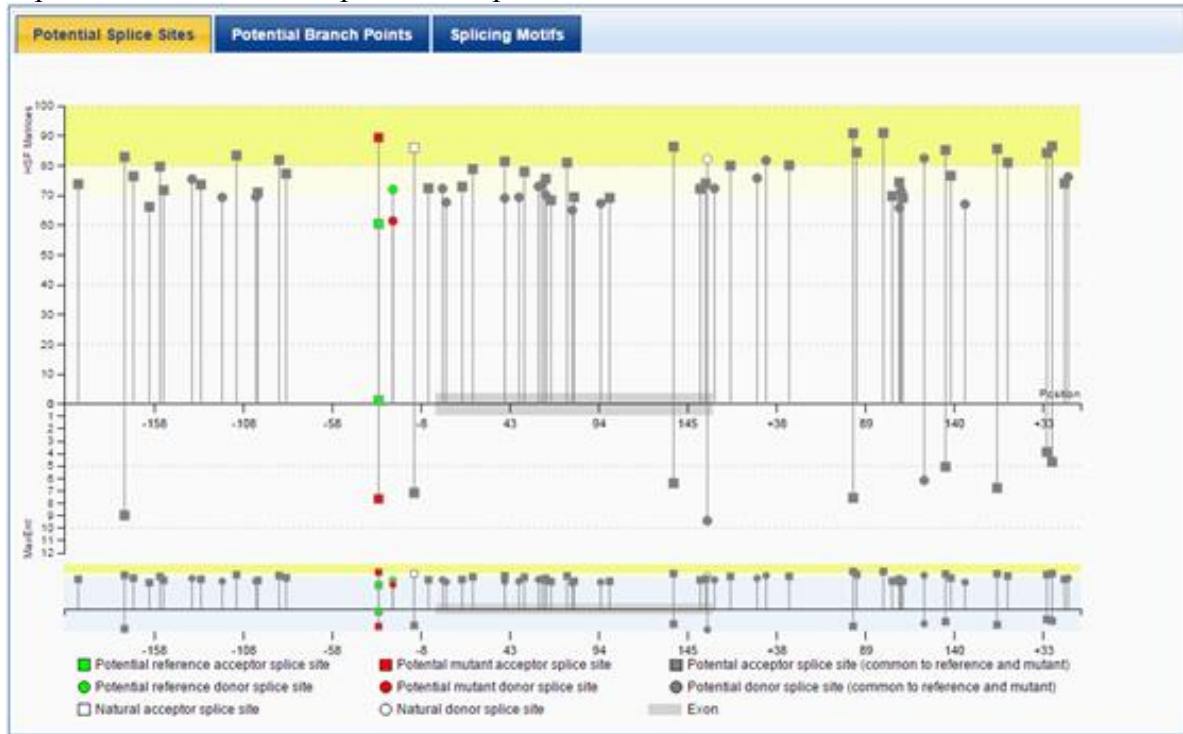 Potential Splice Sites Potential Branch Points Splicing Motifs
HSF Matrices
100
90
80
70
60
50
40
30
20
10
0
Position
-158 -108 -58 -8 43 94 145 +38 89 140 +33
1
2
3
4
5
6
7
8
9
10
11
12
MaxEnt
-158 -108 -58 -8 43 94 145 +38 89 140 +33
Potential reference acceptor splice site Potental mutant acceptor splice site Potental acceptor splice site (common to reference and mutant)
Potential reference donor splice site Potential mutant donor splice site Potential donor splice site (common to reference and mutant)
Natural acceptor splice site Natural donor splice site Exon